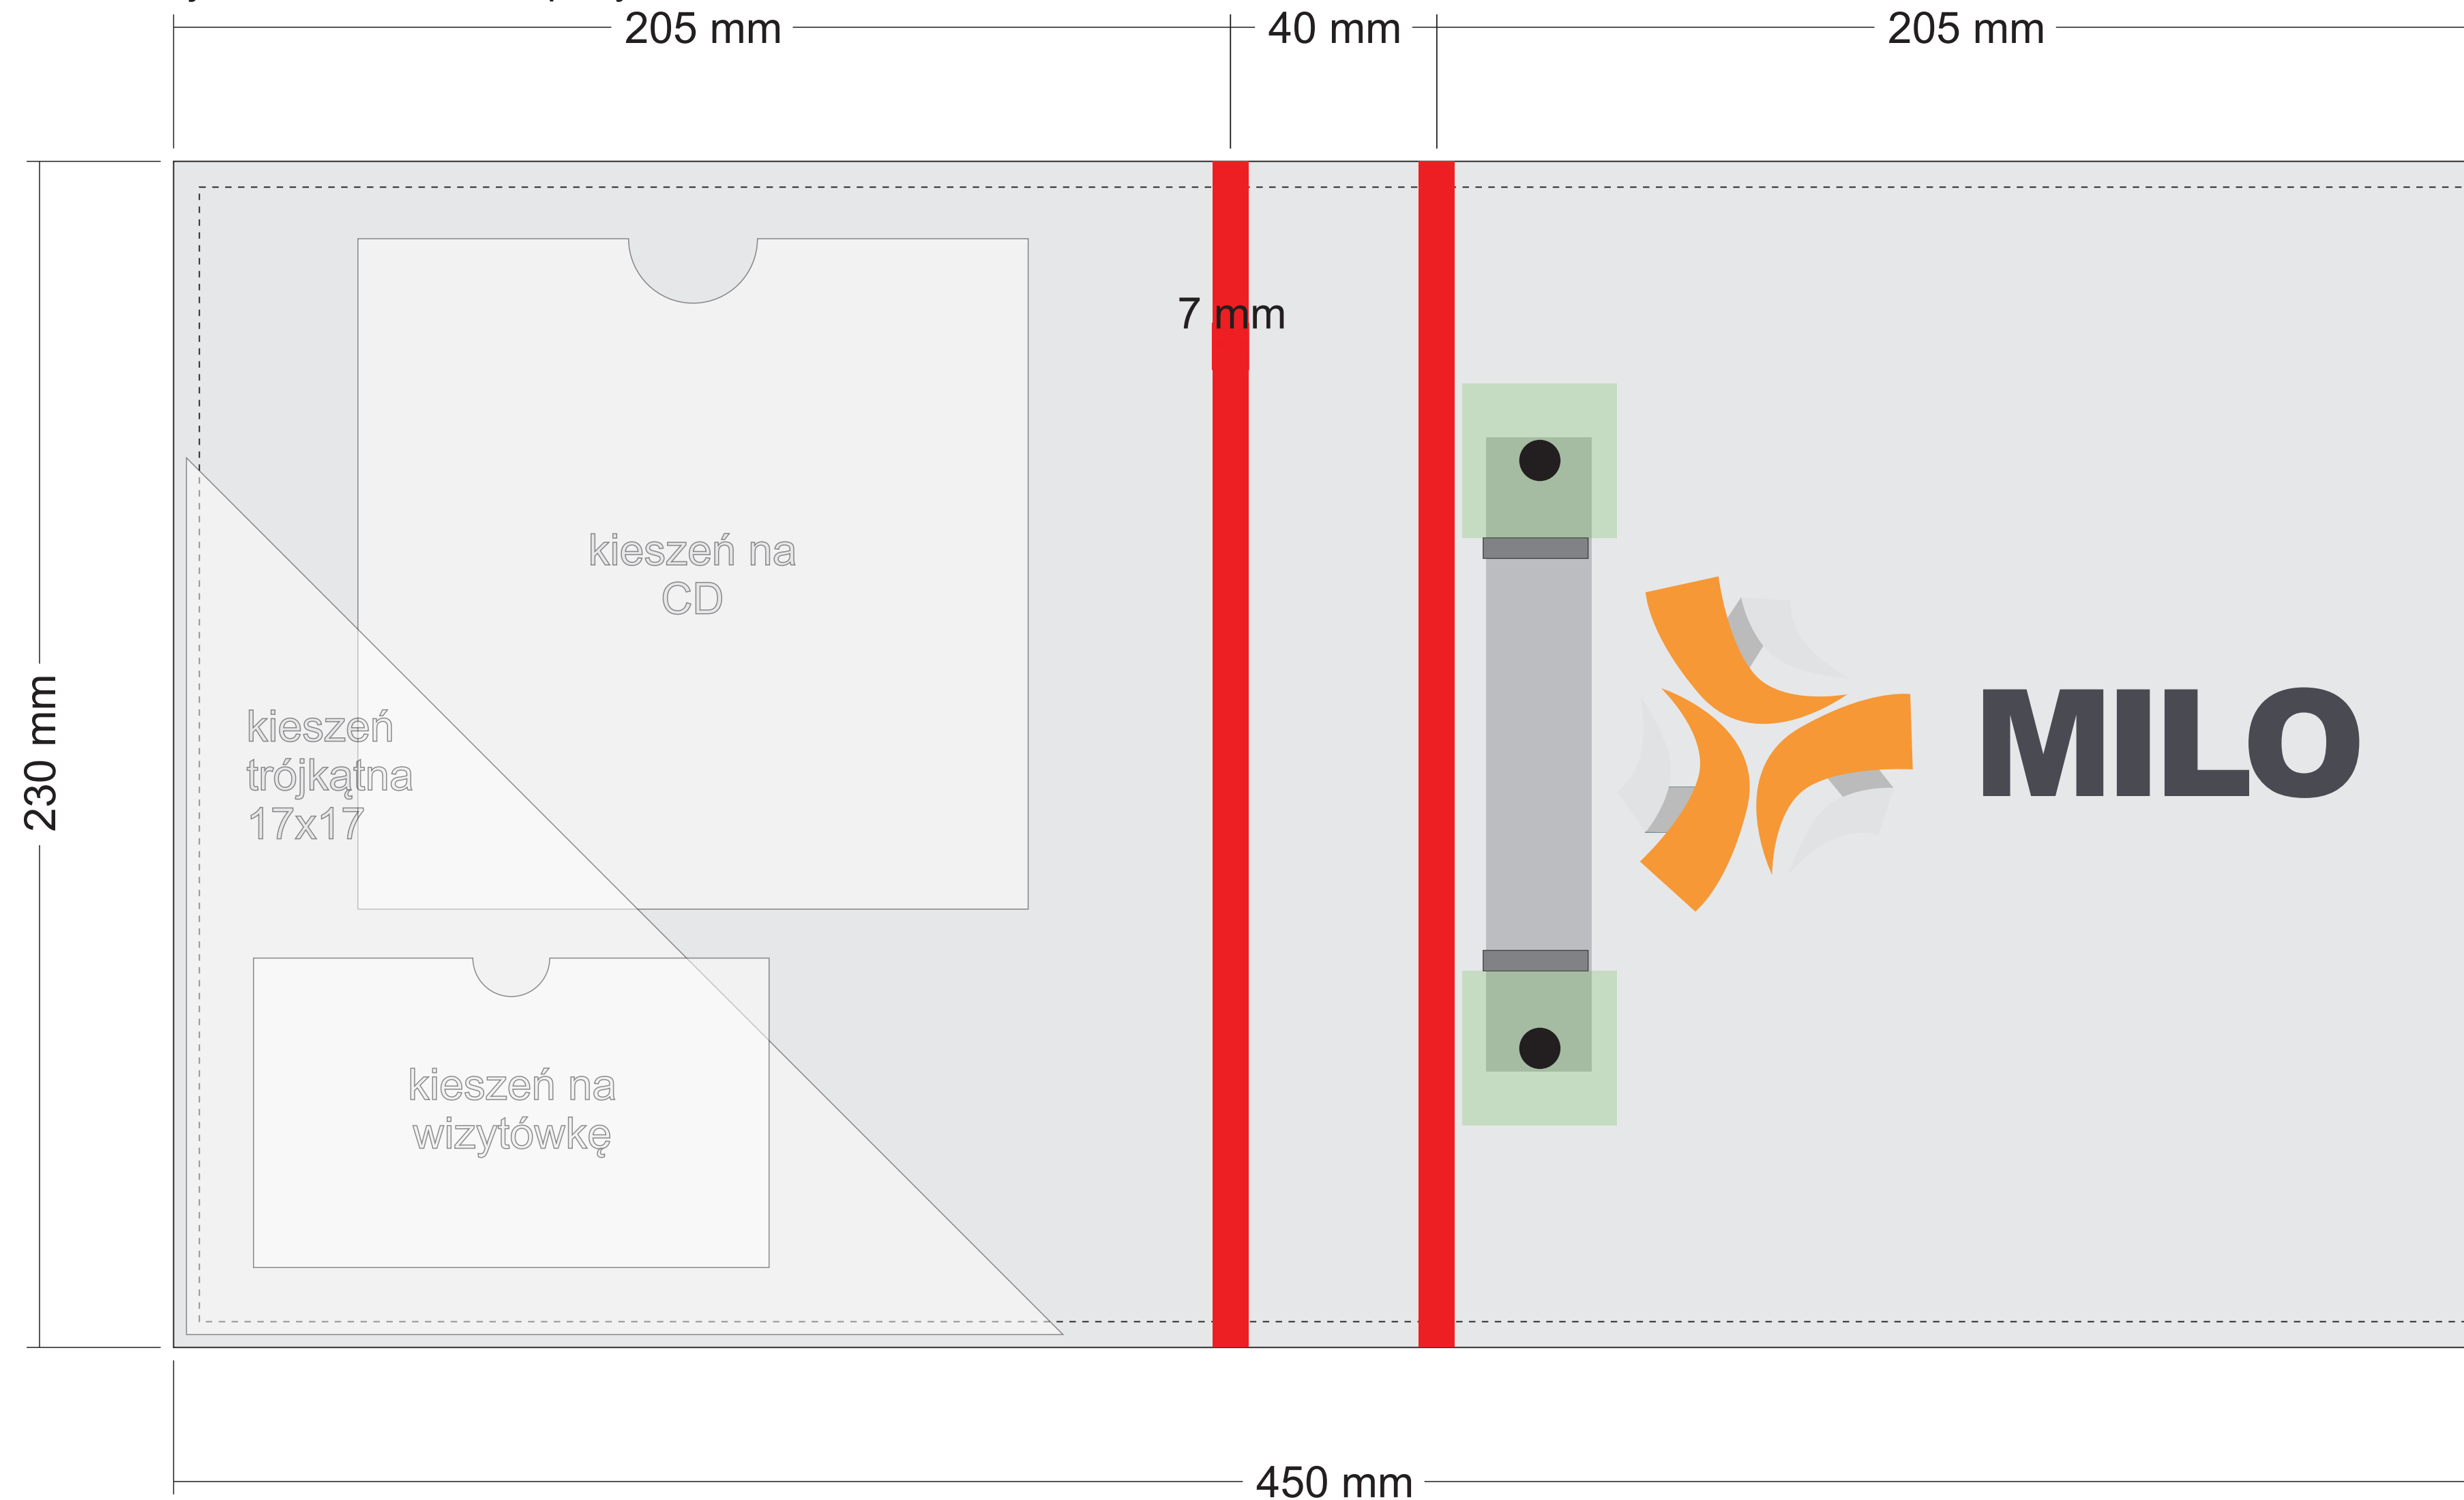 205 mm
40 mm
205 mm
7 mm
kieszeń na
CD
kieszeń
trójkątna
17x17
230 mm
MILO
kieszeń na
wizytówkę
450 mm